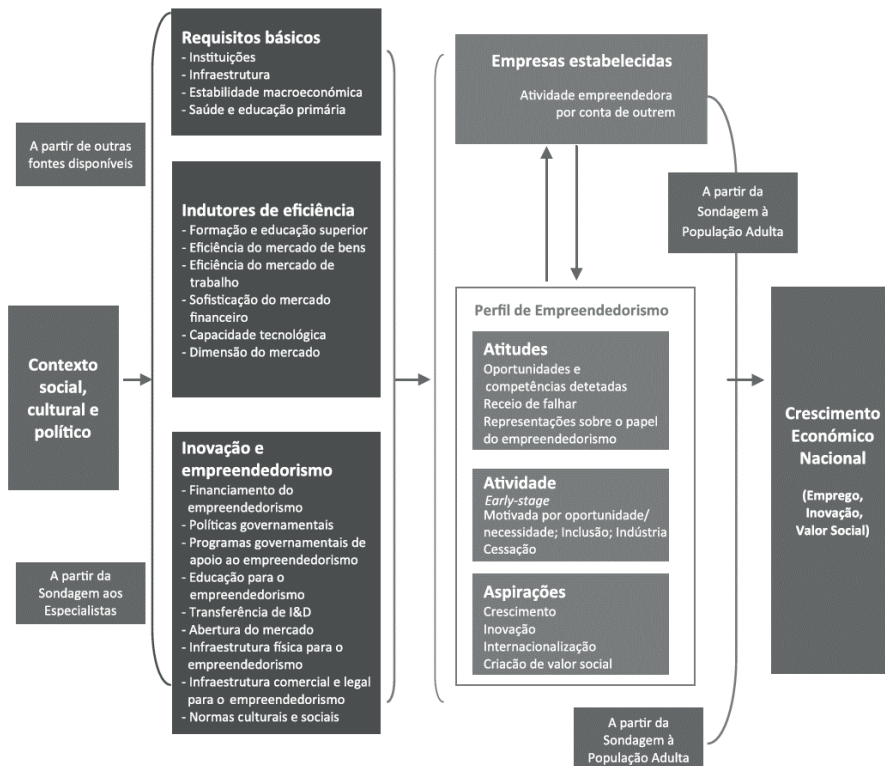 Contexto
social,
cultural e
político
A partir de outras
fontes disponíveis
A partir da
Sondagem aos
Especialistas
Requisitos básicos
- Instituições
- Infraestrutura
- Estabilidade macroeconómica
- Saúde e educação primária
Indutores de eficiência
- Formação e educação superior
- Eficiência do mercado de bens
- Eficiência do mercado de
trabalho
- Sofisticação do mercado
financeiro
- Capacidade tecnológica
- Dimensão do mercado
Inovação e
empreendedorismo
- Financiamento do
empreendedorismo
- Políticas governamentais
- Programas governamentais de
apoio ao empreendedorismo
- Educação para o
empreendedorismo
- Transferência de I&D
- Abertura do mercado
- Infraestrutura física para o
empreendedorismo
- Infraestrutura comercial e legal
para o empreendedorismo
- Normas culturais e sociais
Empresas estabelecidas
Atividade empreendedora
por conta de outrem
Perfil de Empreendedorismo
Atitudes
Oportunidades e
competências detetadas
Receio de falhar
Representações sobre o papel
do empreendedorismo
Atividade
Early-stage
Motivada por oportunidade/
necessidade; Inclusão; Indústria
Cessação
Aspirações
Crescimento
Inovação
Internacionalização
Criação de valor social
A partir da
Sondagem à
População Adulta
A partir da
Sondagem à
População Adulta
Crescimento
Económico
Nacional
(Emprego,
Inovação,
Valor Social)